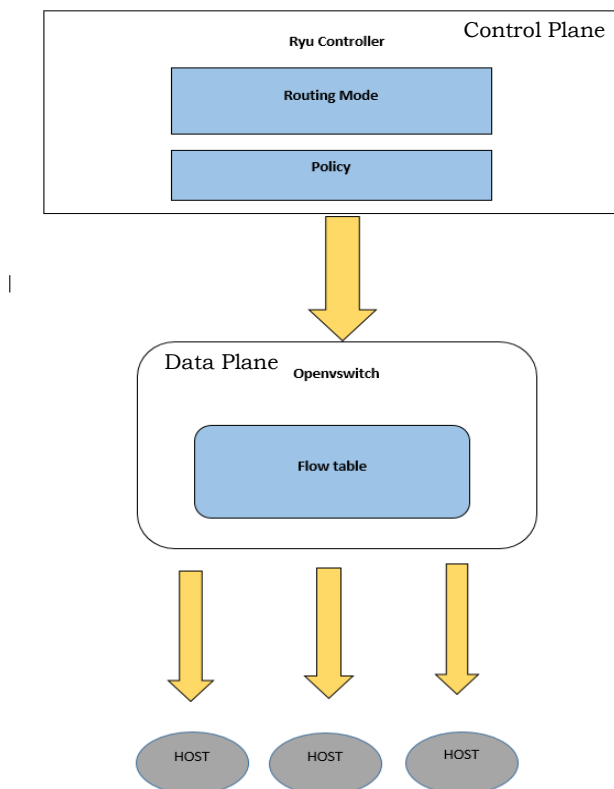 Control Plane
Ryu Controller
Routing Mode
Policy
Data Plane
Openvswitch
Flow table
HOST
HOST
HOST